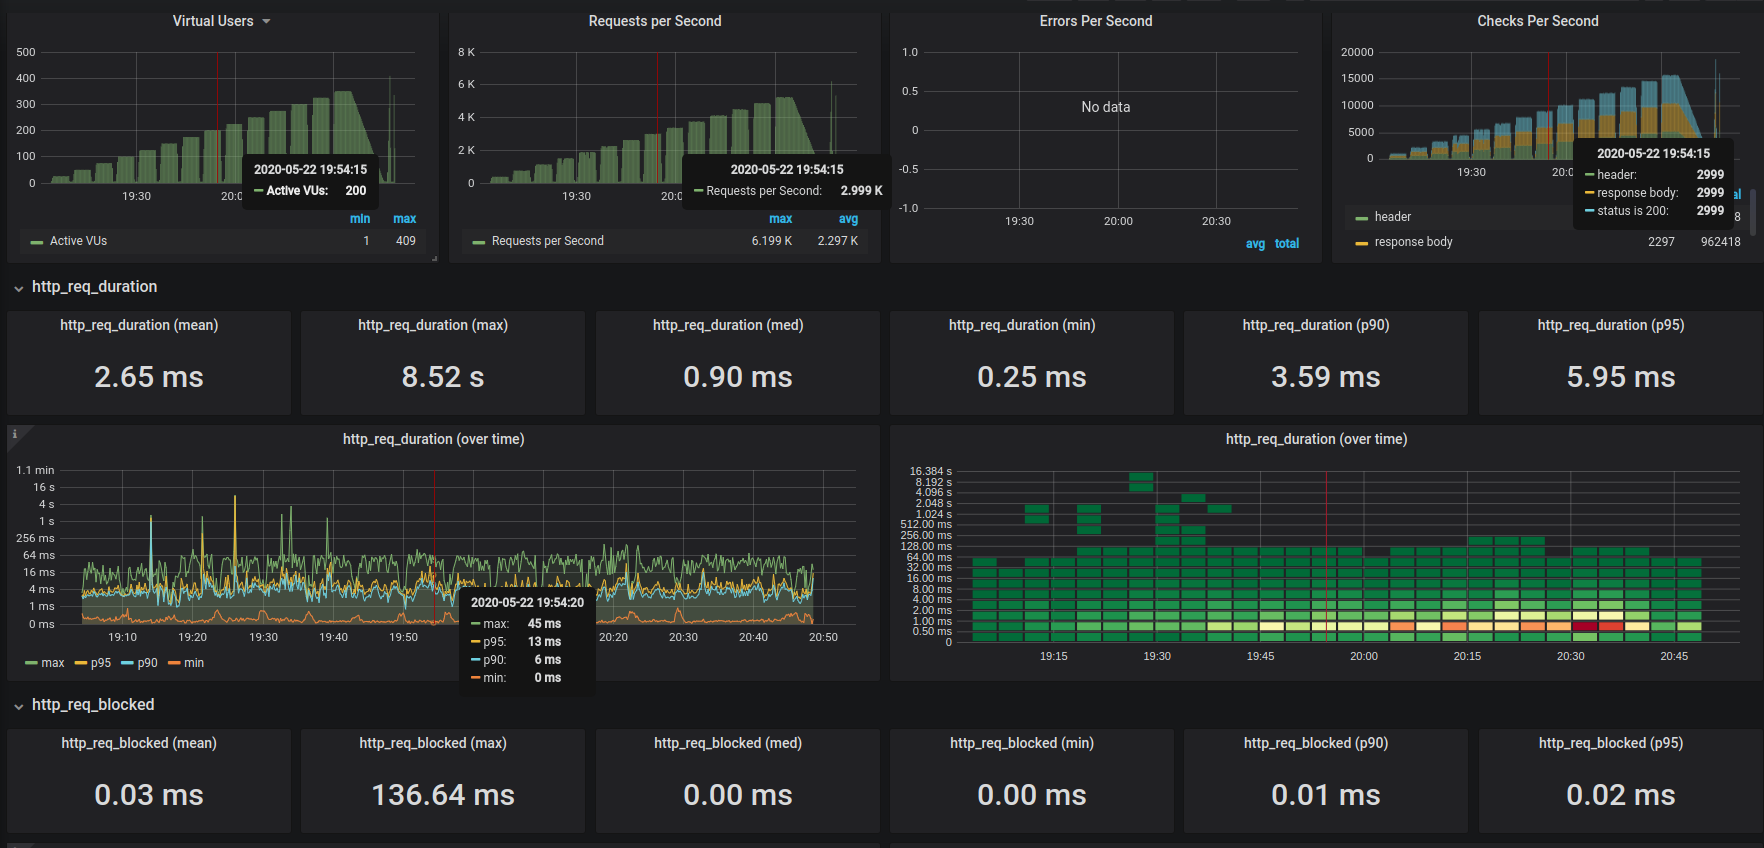 Virtual Users
500
400
300
200
100
0
19:30
20:0
2020-05-22 19:54:15
Active VUs: 200
min max
Active VUs 1 409
Requests per Second
8 K
6 K
4 K
2 K
0
19:30
20:0
2020-05-22 19:54:15
Requests per Second: 2.999 K
max avg
Requests per Second 6.199 K 2.297 K
Errors Per Second
1.0
0.5
0
-0.5
-1.0
No data
19:30 20:00 20:30
avg total
Checks Per Second
20000
15000
10000
5000
0
19:30
20:0
2020-05-22 19:54:15
header: 2999
response body: 2999
status is 200: 2999
al
header 8
response body 2297 962418
http_req_duration
http_req_duration (mean)
2.65 ms
http_req_duration (max)
8.52 s
http_req_duration (med)
0.90 ms
http_req_duration (min)
0.25 ms
http_req_duration (p90)
3.59 ms
http_req_duration (p95)
5.95 ms
i
http_req_duration (over time)
1.1 min
16 s
4 s
1 s
256 ms
64 ms
16 ms
4 ms
1 ms
0 ms
19:10 19:20 19:30 19:40 19:50 20:20 20:30 20:40 20:50
2020-05-22 19:54:20
max: 45 ms
p95: 13 ms
p90: 6 ms
min: 0 ms
max p95 p90 min
http_req_duration (over time)
16.384 s
8.192 s
4.096 s
2.048 s
1.024 s
512.00 ms
256.00 ms
128.00 ms
64.00 ms
32.00 ms
16.00 ms
8.00 ms
4.00 ms
2.00 ms
1.00 ms
0.50 ms
0
19:15 19:30 19:45 20:00 20:15 20:30 20:45
http_req_blocked
http_req_blocked (mean)
0.03 ms
http_req_blocked (max)
136.64 ms
http_req_blocked (med)
0.00 ms
http_req_blocked (min)
0.00 ms
http_req_blocked (p90)
0.01 ms
http_req_blocked (p95)
0.02 ms